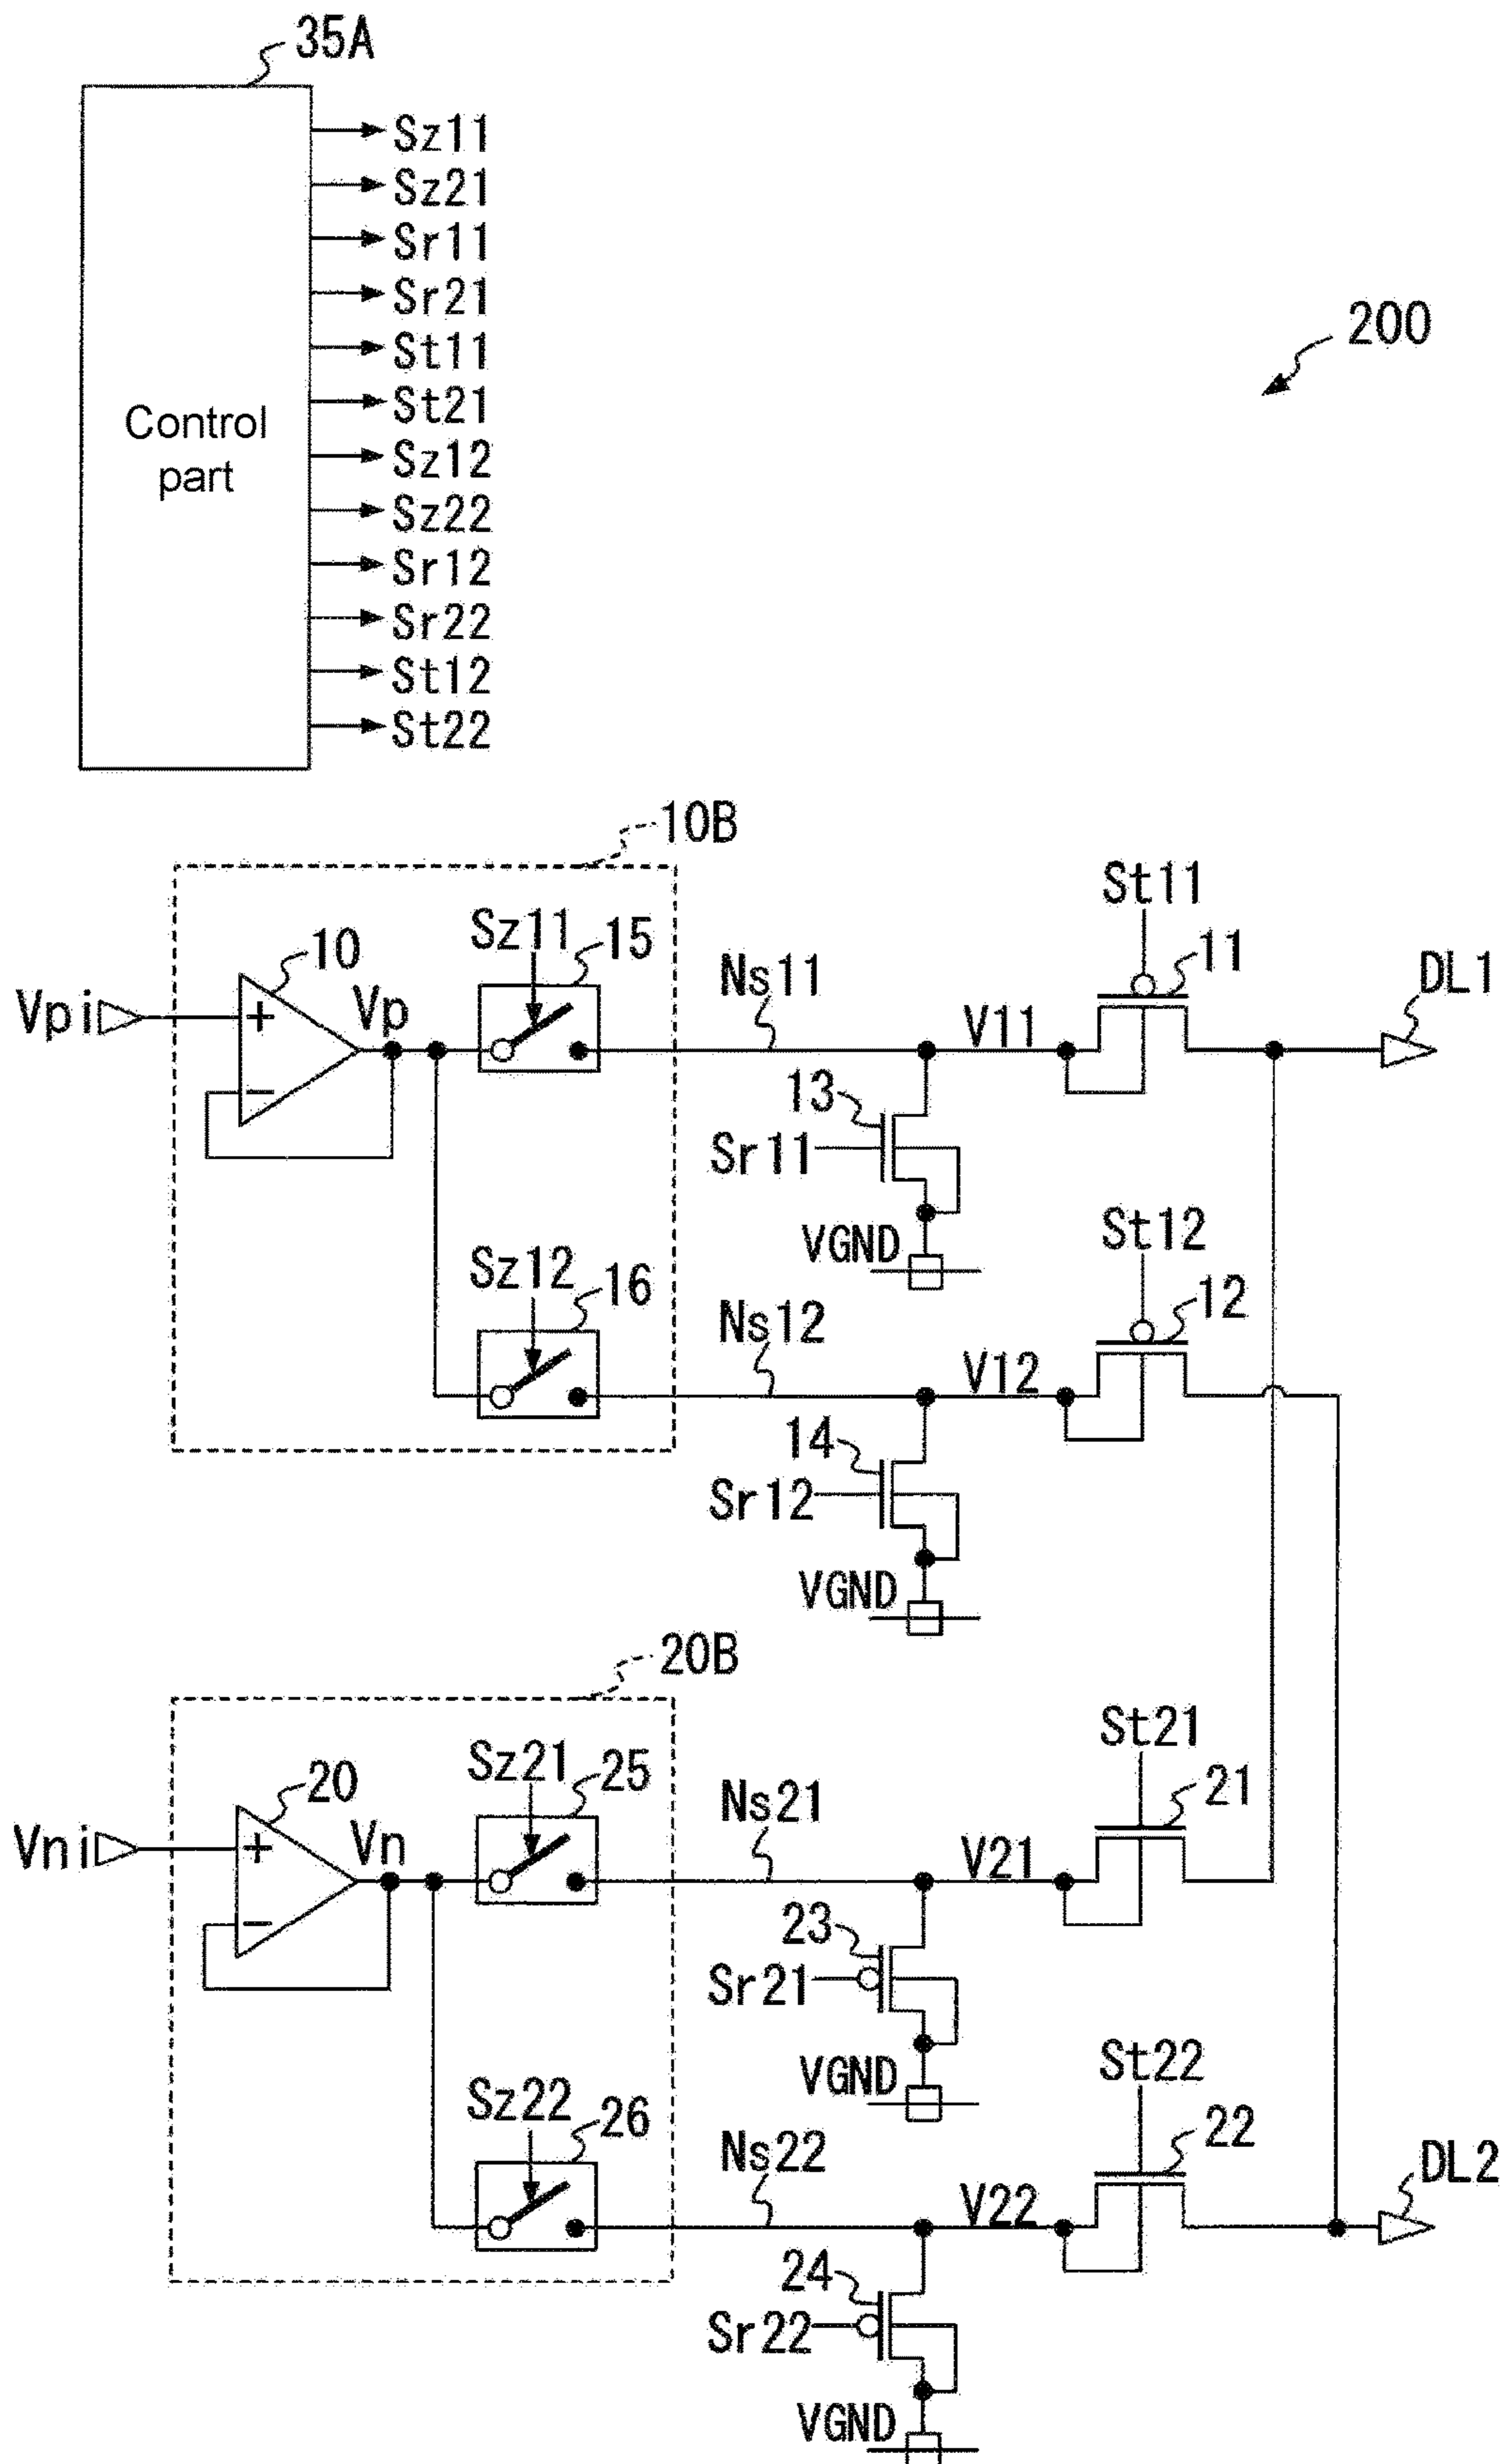 35A
Sz11
Sz21
Sr11
Sr21
St11
St21
Sz12
Sz22
Sr12
Sr22
St12
St22
Control
part
200
10B
St11
10
Sz11
15
Ns11
11
DL1
Vpi
+
Vp
V11
−
13
Sr11
VGND
St12
Sz12
16
Ns12
12
V12
14
Sr12
VGND
20B
St21
20
Sz21
25
Ns21
21
Vni
+
Vn
V21
−
23
Sr21
VGND
St22
Sz22
26
Ns22
22
DL2
V22
24
Sr22
VGND